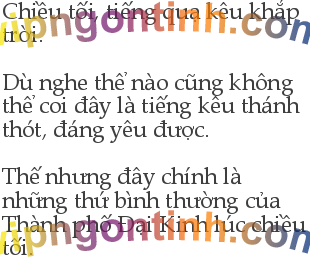 Chiều tối, tiếng quạ kêu khắp
trời.
Dù nghe thể nào cũng không
thể coi đây là tiếng kêu thánh
thót, đáng yêu được.
Thế nhưng đây chính là
những thứ bình thường của
Thành phố Đại Kinh lúc chiều
tối.